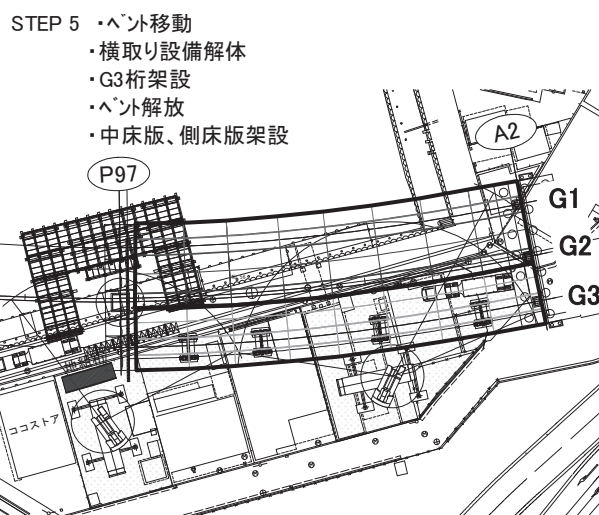 STEP 5 ・ベント移動
・横取り設備解体
・G3桁架設
・ベント解放
・中床版、側床版架設
A2
P97
G1
G2
G3
ココストア